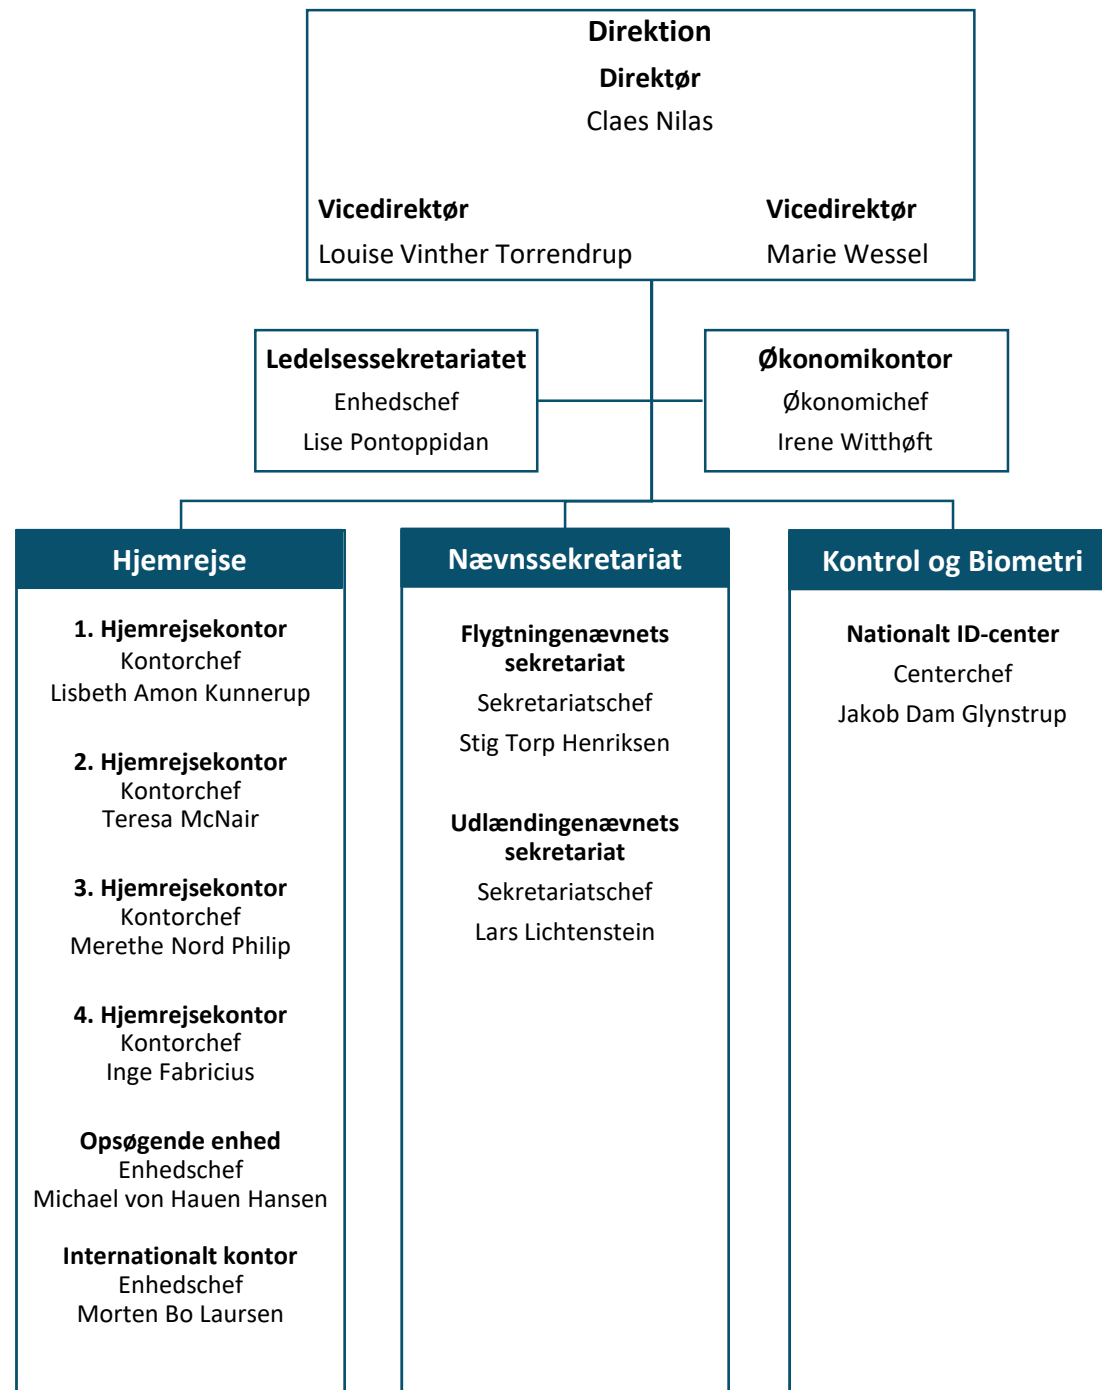 Direktion
Direktør
Claes Nilas
Vicedirektør
Louise Vinther Torrendrup
Vicedirektør
Marie Wessel
Ledelsessekretariatet
Enhedschef
Lise Pontoppidan
Økonomikontor
Økonomichef
Irene Witthøft
Hjemrejse
1. Hjemrejsekontor
Kontorchef
Lisbeth Amon Kunnerup
2. Hjemrejsekontor
Kontorchef
Teresa McNair
3. Hjemrejsekontor
Kontorchef
Merethe Nord Philip
4. Hjemrejsekontor
Kontorchef
Inge Fabricius
Opsøgende enhed
Enhedschef
Michael von Hauen Hansen
Internationalt kontor
Enhedschef
Morten Bo Laursen
Nævnssekretariat
Flygtningenævnets
sekretariat
Sekretariatschef
Stig Torp Henriksen
Udlændingenævnets
sekretariat
Sekretariatschef
Lars Lichtenstein
Kontrol og Biometri
Nationalt ID-center
Centerchef
Jakob Dam Glynstrup